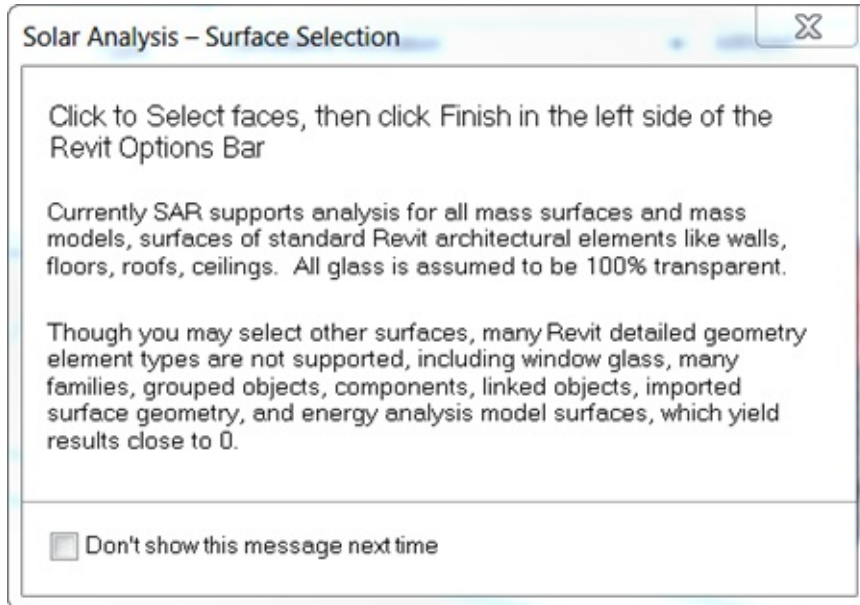 Solar Analysis – Surface Selection
Click to Select faces, then click Finish in the left side of the
Revit Options Bar
Currently SAR supports analysis for all mass surfaces and mass
models, surfaces of standard Revit architectural elements like walls,
floors, roofs, ceilings.  All glass is assumed to be 100% transparent.
Though you may select other surfaces, many Revit detailed geometry
element types are not supported, including window glass, many
families, grouped objects, components, linked objects, imported
surface geometry, and energy analysis model surfaces, which yield
results close to 0.
Don't show this message next time